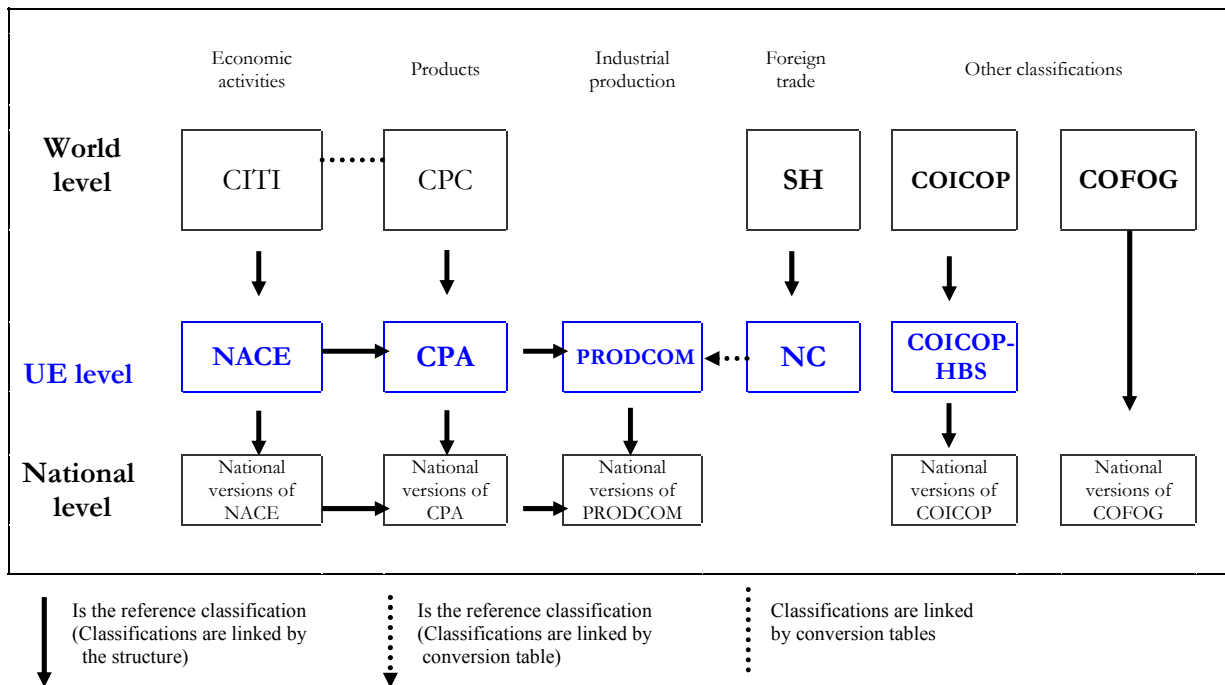 Economic
activities
Products
Industrial
production
Foreign
trade
Other classifications
World
level
CITI
CPC
SH
COICOP
COFOG
UE level
NACE
CPA
PRODCOM
NC
COICOP-
HBS
National
level
National
versions of
NACE
National
versions of
CPA
National
versions of
PRODCOM
National
versions of
COICOP
National
versions of
COFOG
Is the reference classification
(Classifications are linked by
the structure)
Is the reference classification
(Classifications are linked by
conversion table)
Classifications are linked
by conversion tables